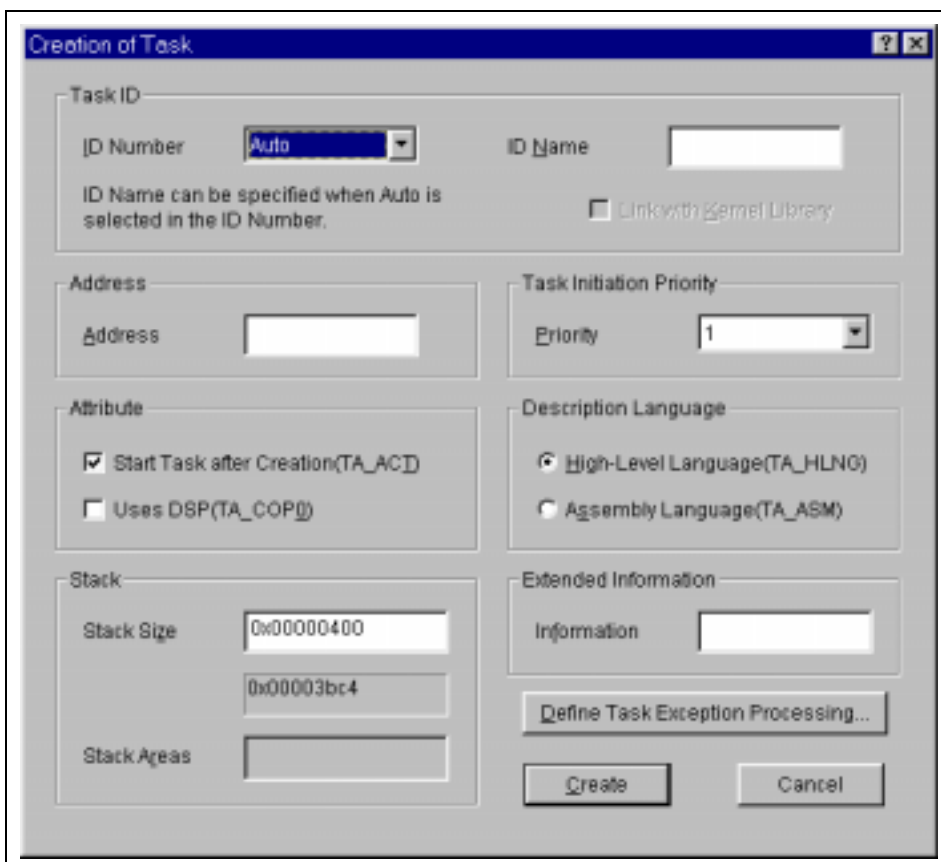 Creation of Task
Task ID
ID Number
Auto
ID Name
ID Name can be specified when Auto is
selected in the ID Number.
Link with Kernel Library
Address
Address
Task Initiation Priority
Priority
1
Attribute
Start Task after Creation(TA_ACT)
Uses DSP(TA_COP0)
Description Language
High-Level Language(TA_HLNG)
Assembly Language(TA_ASM)
Stack
Stack Size
0x00000400
0x00003bc4
Stack Areas
Extended Information
Information
Define Task Exception Processing...
Create
Cancel